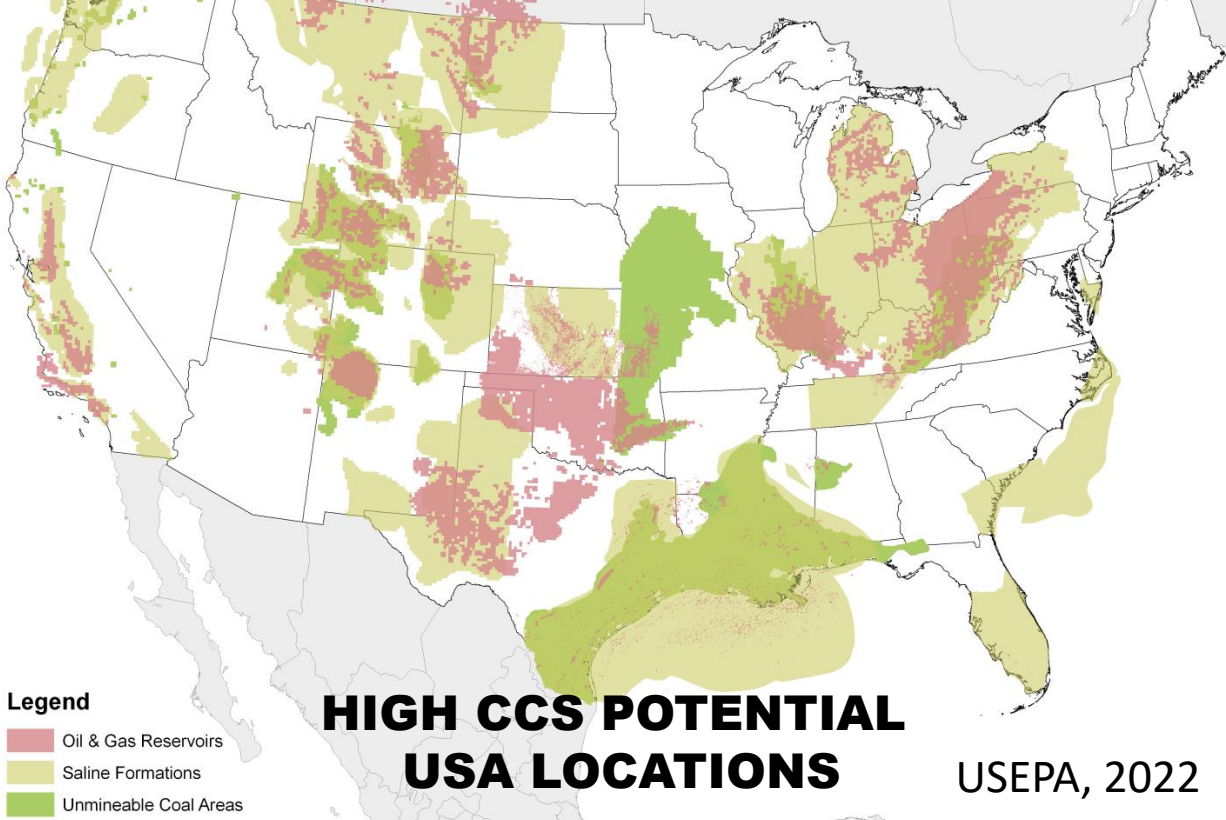 Legend
Oil & Gas Reservoirs
Saline Formations
Unmineable Coal Areas
HIGH CCS POTENTIAL
USA LOCATIONS
USEPA, 2022